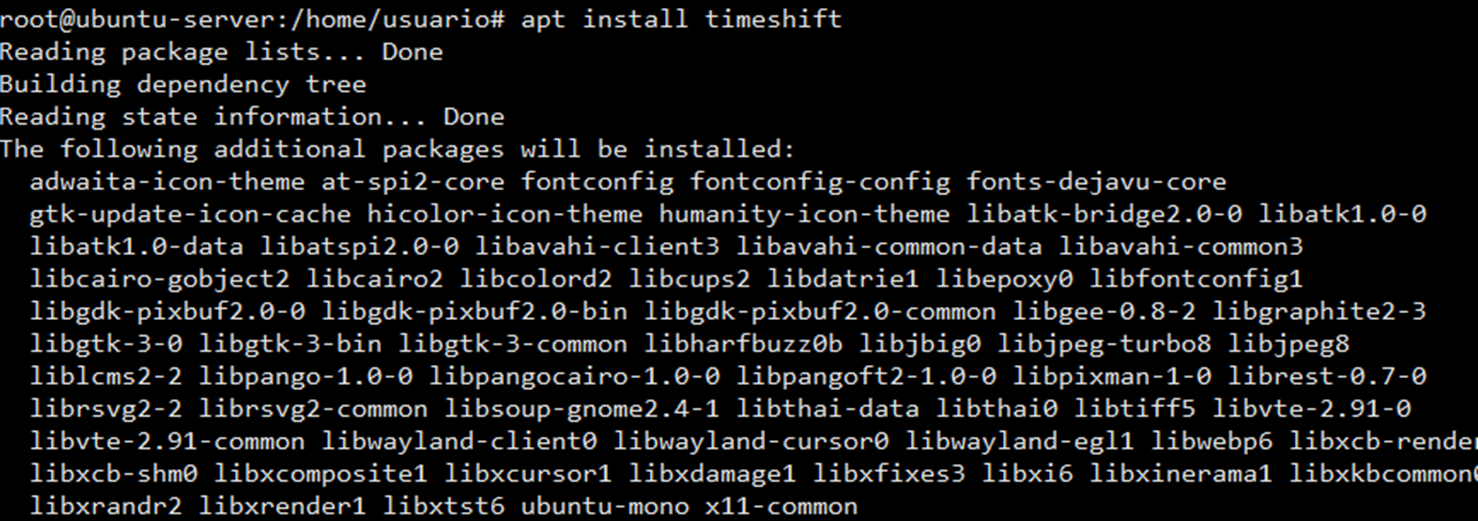 root@ubuntu-server:/home/usuario# apt install timeshift
Reading package lists... Done
Building dependency tree
Reading state information... Done
The following additional packages will be installed:
adwaita-icon-theme at-spi2-core fontconfig fontconfig-config fonts-dejavu-core
gtk-update-icon-cache hicolor-icon-theme humanity-icon-theme libatk-bridge2.0-0 libatk1.0-0
libatk1.0-data libatspi2.0-0 libavahi-client3 libavahi-common-data libavahi-common3
libcairo-gobject2 libcairo2 libcolord2 libcups2 libdatrie1 libepoxy0 libfontconfig1
libgdk-pixbuf2.0-0 libgdk-pixbuf2.0-bin libgdk-pixbuf2.0-common libgee-0.8-2 libgraphite2-3
libgtk-3-0 libgtk-3-bin libgtk-3-common libharfbuzz0b libjbig0 libjpeg-turbo8 libjpeg8
liblcms2-2 libpango-1.0-0 libpangocairo-1.0-0 libpangoft2-1.0-0 libpixman-1-0 librest-0.7-0
librsvg2-2 librsvg2-common libsoup-gnome2.4-1 libthai-data libthai0 libtiff5 libvte-2.91-0
libvte-2.91-common libwayland-client0 libwayland-cursor0 libwayland-egl1 libwebp6 libxcb-render
libxcb-shm0 libxcomposite1 libxcursor1 libxdamage1 libxfixes3 libxi6 libxinerama1 libxkbcommon0
libxrandr2 libxrender1 libxtst6 ubuntu-mono x11-common